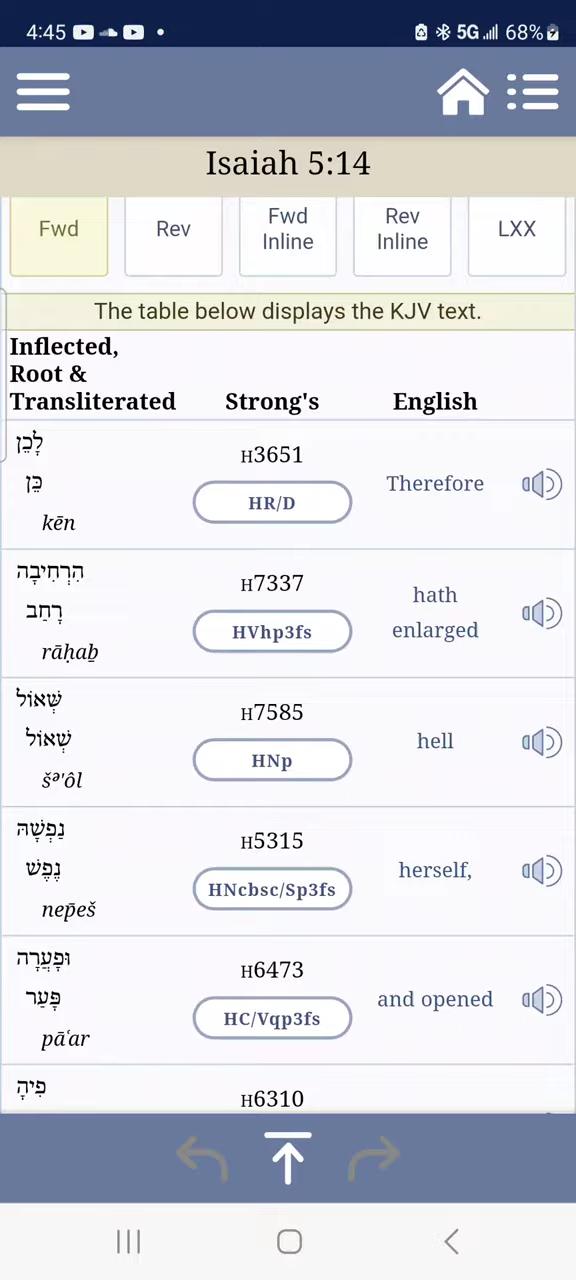 4:45 5G 68%
Isaiah 5:14
Fwd
Rev
Fwd Inline
Rev Inline
LXX
The table below displays the KJV text.
Inflected,
Root &
Transliterated
Strong's
English
לָכֵן
כֵּן
kēn
H3651
HR/D
Therefore
הִרְחִיבָה
רָחַב
rāḥaḇ
H7337
HVhp3fs
hath
enlarged
שְּׁאוֹל
שְׁאוֹל
šᵊ'ôl
H7585
HNp
hell
נַפְשָׁהּ
נֶפֶשׁ
nep̄eš
H5315
HNcbsc/Sp3fs
herself,
וּפָעֲרָה
פָּעַר
pāʿar
H6473
HC/Vqp3fs
and opened
פִיהָ
H6310